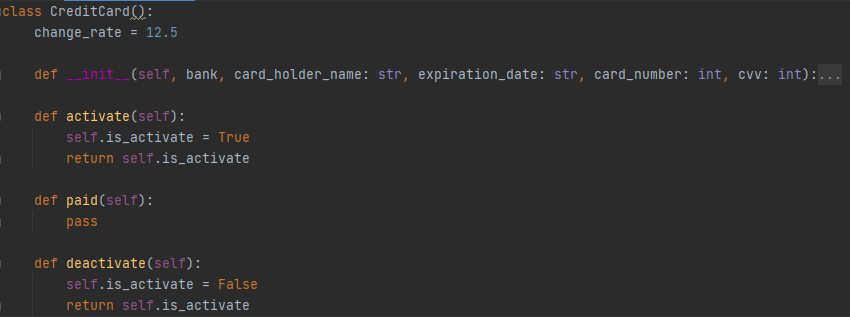 class CreditCard():
change_rate = 12.5
def __init__(self, bank, card_holder_name: str, expiration_date: str, card_number: int, cvv: int):...
def activate(self):
self.is_activate = True
return self.is_activate
def paid(self):
pass
def deactivate(self):
self.is_activate = False
return self.is_activate